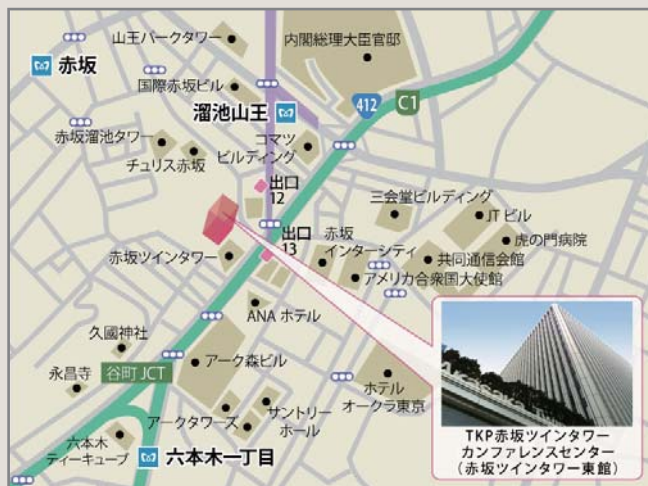 山王パークタワー
内閣総理大臣官邸
赤坂
国際赤坂ビル
412
C1
溜池山王
赤坂溜池タワー
コマツ
ビルディング
チュリス赤坂
出口
12
三会堂ビルディング
JTビル
出口
13
赤坂
インターシティ
虎の門病院
赤坂ツインタワー
共同通信会館
アメリカ合衆国大使館
ANAホテル
久國神社
谷町JCT
アーク森ビル
永昌寺
ホテル
オークラ東京
アークタワーズ
サントリー
ホール
六本木
ティーキューブ
六本木一丁目
TKP赤坂ツインタワー
カンファレンスセンター
(赤坂ツインタワー東館)